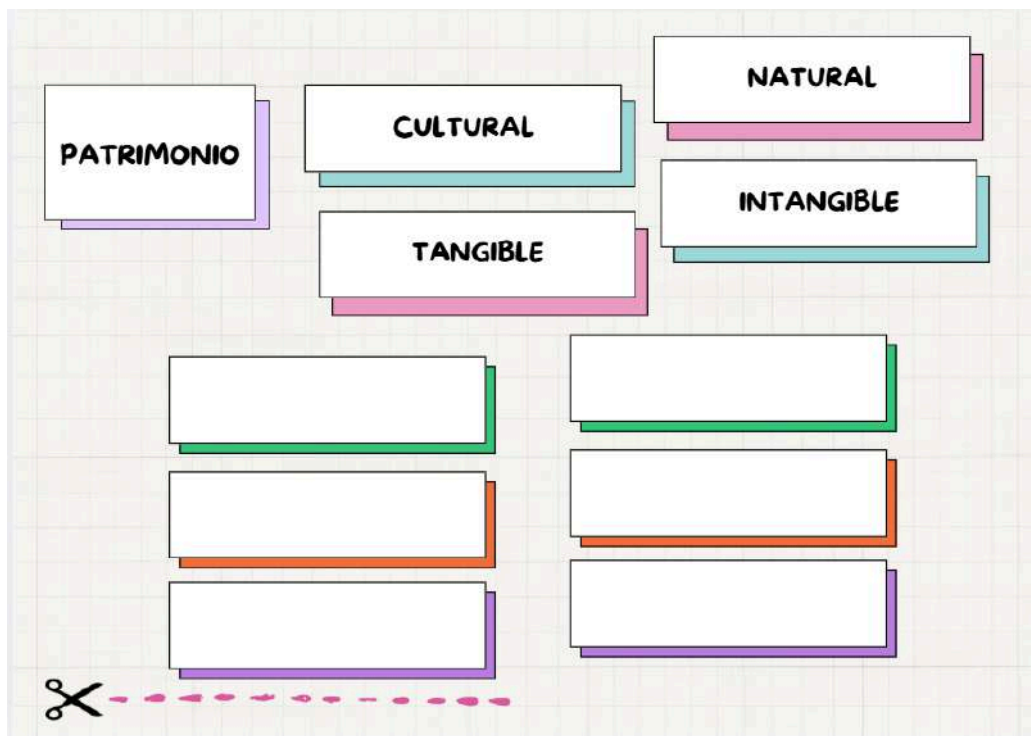 PATRIMONIO
CULTURAL
NATURAL
TANGIBLE
INTANGIBLE